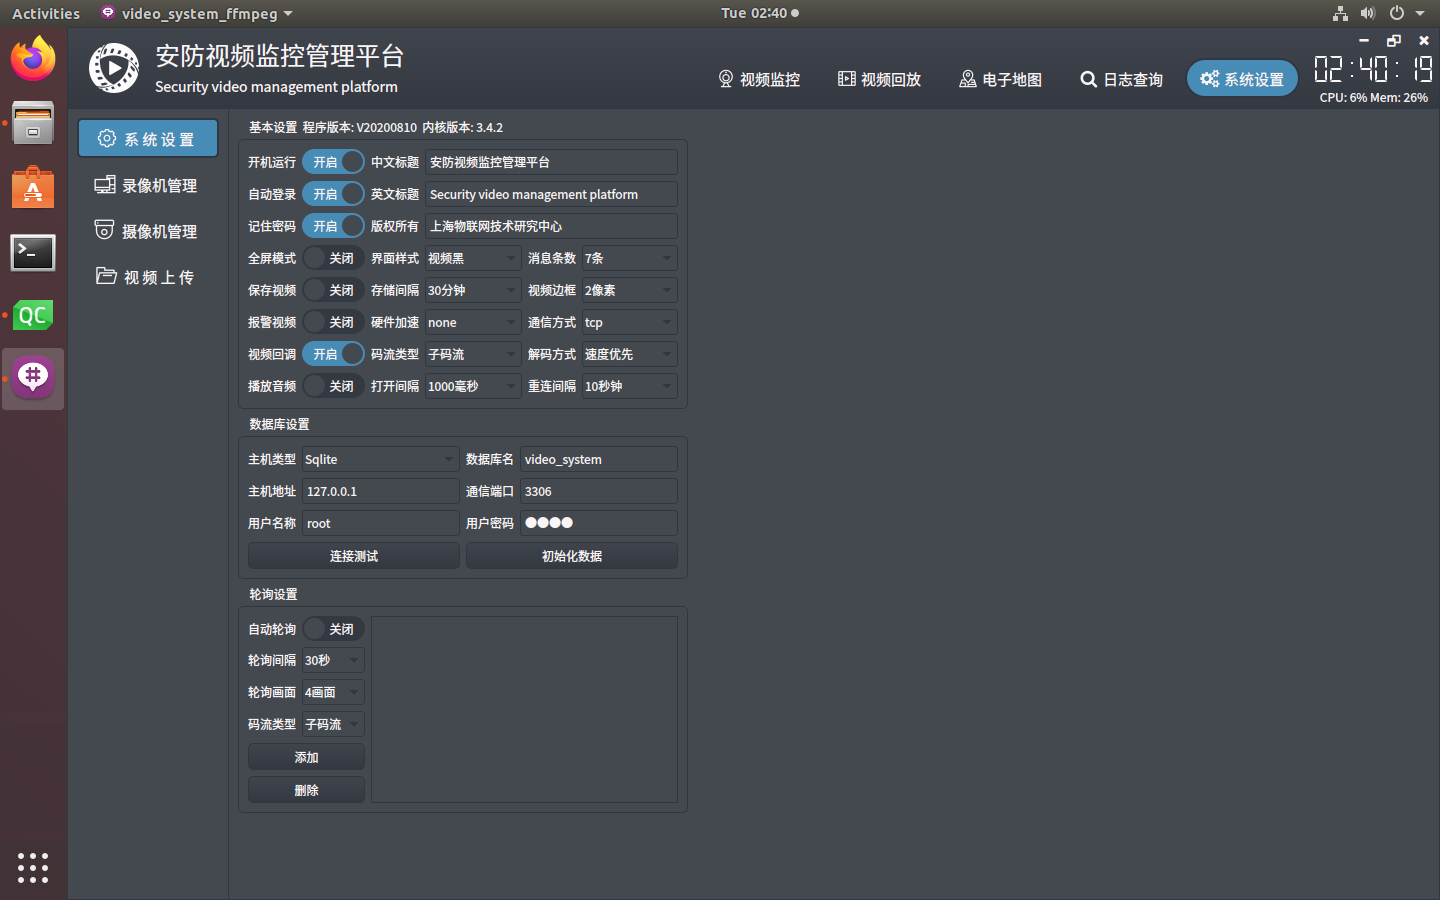 Activities video_system_ffmpeg Tue 02:40
安防视频监控管理平台
Security video management platform
视频监控 视频回放 电子地图 日志查询 系统设置
02:40:19
CPU: 6% Mem: 26%
系统设置
录像机管理
摄像机管理
视频上传
基本设置 程序版本: V20200810 内核版本: 3.4.2
开机运行 开启 中文标题 安防视频监控管理平台
自动登录 开启 英文标题 Security video management platform
记住密码 开启 版权所有 上海物联网技术研究中心
全屏模式 关闭 界面样式 视频黑 消息条数 7条
保存视频 关闭 存储间隔 30分钟 视频边框 2像素
报警视频 关闭 硬件加速 none 通信方式 tcp
视频回调 开启 码流类型 子码流 解码方式 速度优先
播放音频 关闭 打开间隔 1000毫秒 重连间隔 10秒钟
数据库设置
主机类型 Sqlite 数据库名 video_system
主机地址 127.0.0.1 通信端口 3306
用户名称 root 用户密码 ●●●●
连接测试 初始化数据
轮询设置
自动轮询 关闭
轮询间隔 30秒
轮询画面 4画面
码流类型 子码流
添加
删除
QC